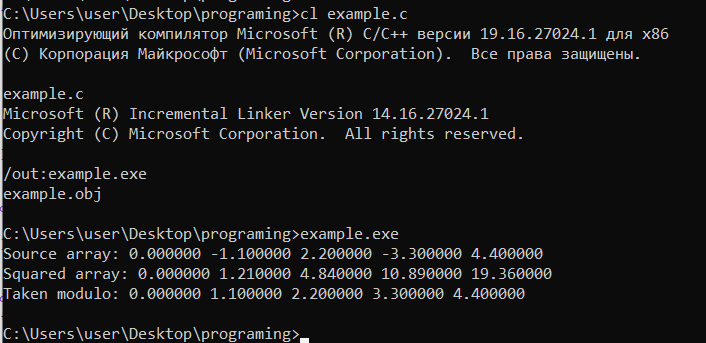 C:\Users\user\Desktop\programing>cl example.c
Оптимизирующий компилятор Microsoft (R) C/C++ версии 19.16.27024.1 для x86
(C) Корпорация Майкрософт (Microsoft Corporation).  Все права защищены.
example.c
Microsoft (R) Incremental Linker Version 14.16.27024.1
Copyright (C) Microsoft Corporation.  All rights reserved.
/out:example.exe
example.obj
C:\Users\user\Desktop\programing>example.exe
Source array: 0.000000 -1.100000 2.200000 -3.300000 4.400000
Squared array: 0.000000 1.210000 4.840000 10.890000 19.360000
Taken modulo: 0.000000 1.100000 2.200000 3.300000 4.400000
C:\Users\user\Desktop\programing>